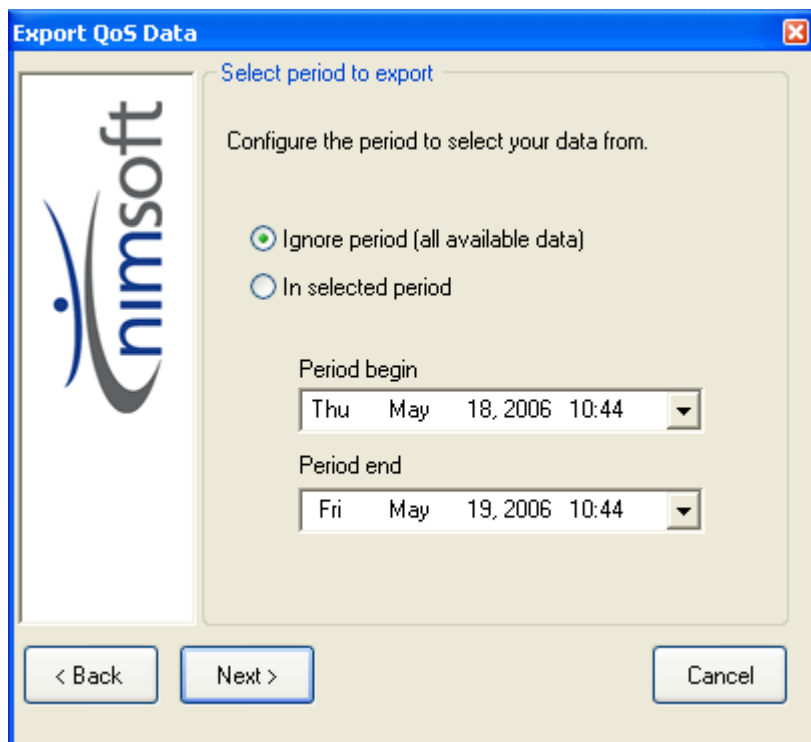 Export QoS Data
nimsoft
Select period to export
Configure the period to select your data from.
Ignore period (all available data)
In selected period
Period begin
Thu May 18, 2006 10:44
Period end
Fri May 19, 2006 10:44
< Back
Next >
Cancel